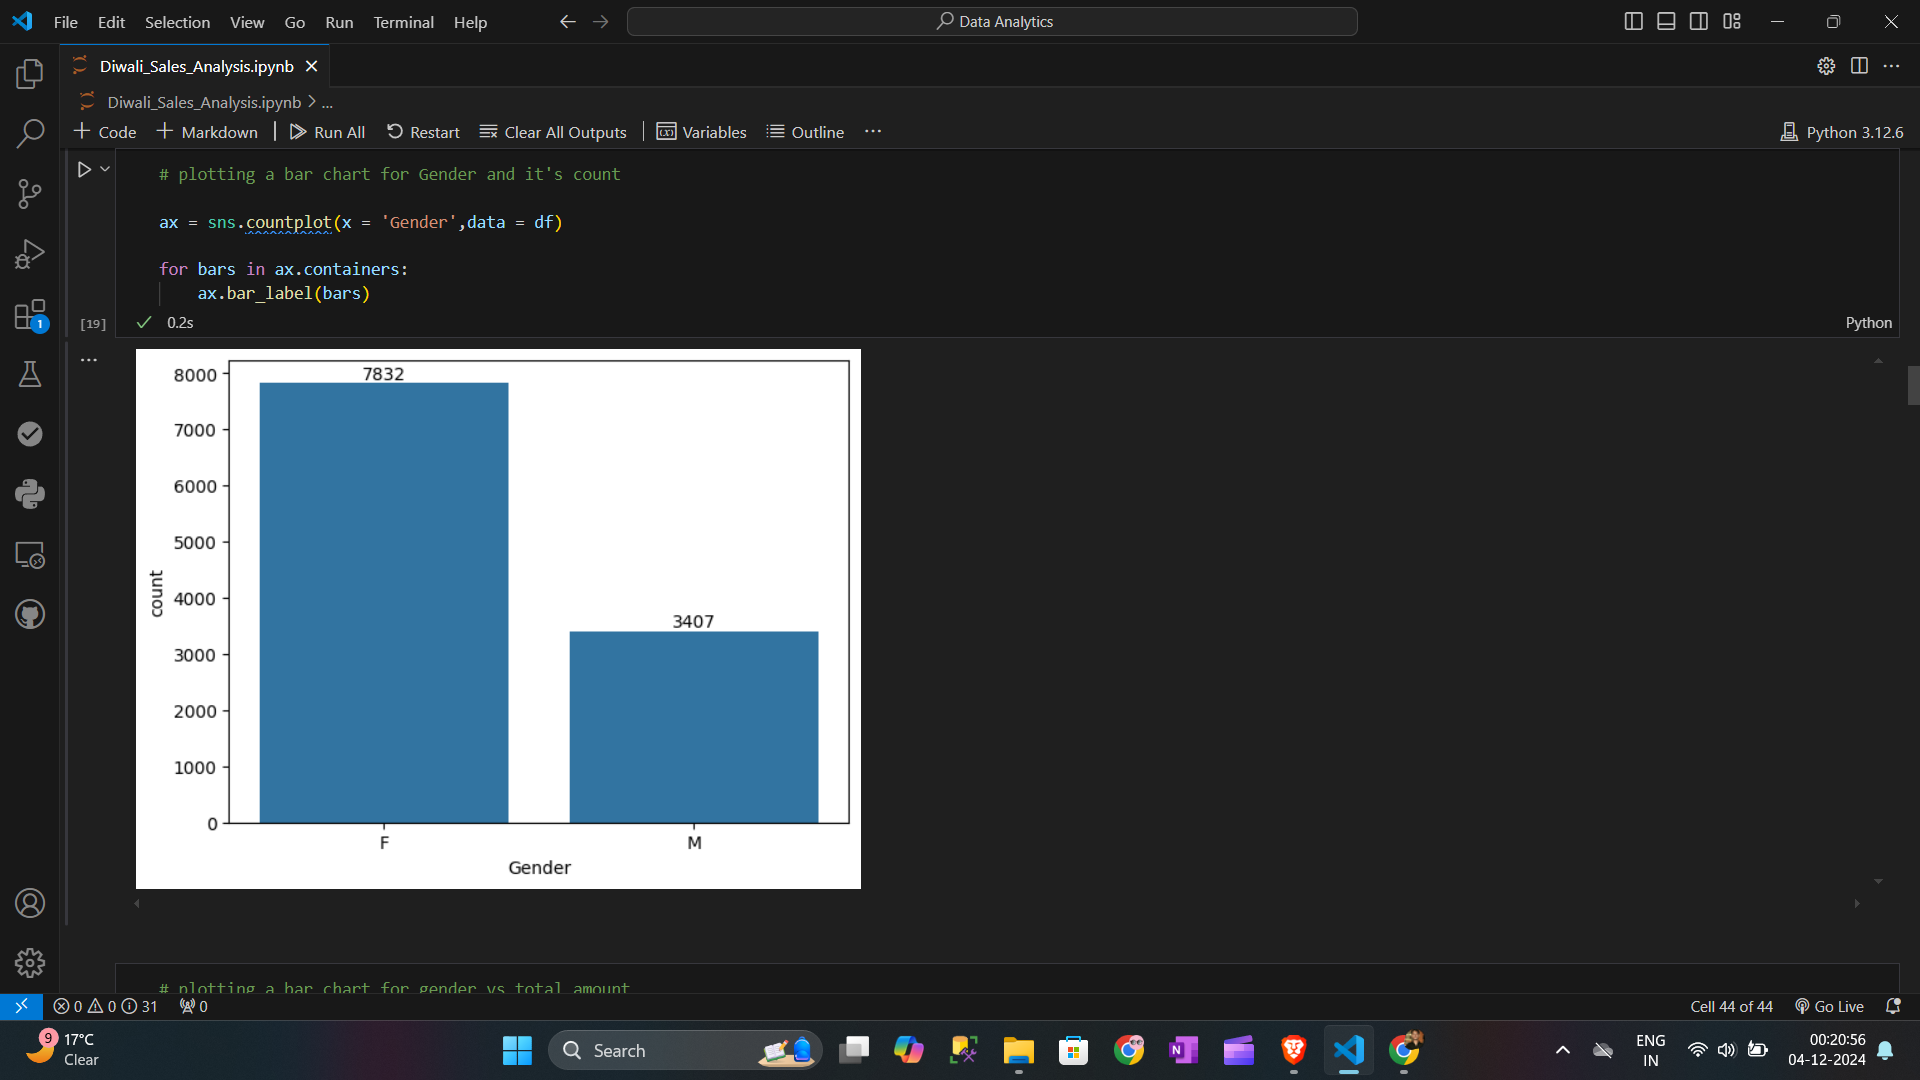 File Edit Selection View Go Run Terminal Help
Data Analytics
Diwali_Sales_Analysis.ipynb
Diwali_Sales_Analysis.ipynb > ...
+ Code + Markdown Run All Restart Clear All Outputs Variables Outline ...
Python 3.12.6
# plotting a bar chart for Gender and it's count
ax = sns.countplot(x = 'Gender',data = df)
for bars in ax.containers:
ax.bar_label(bars)
[19] 0.2s
Python
8000
7000
6000
5000
4000
3000
2000
1000
0
count
7832
3407
F M
Gender
1
# plotting a bar chart for gender vs total amount
0 0 31 0
Cell 44 of 44 Go Live
9 17°C
Clear
Search
ENG
IN
00:20:56
04-12-2024